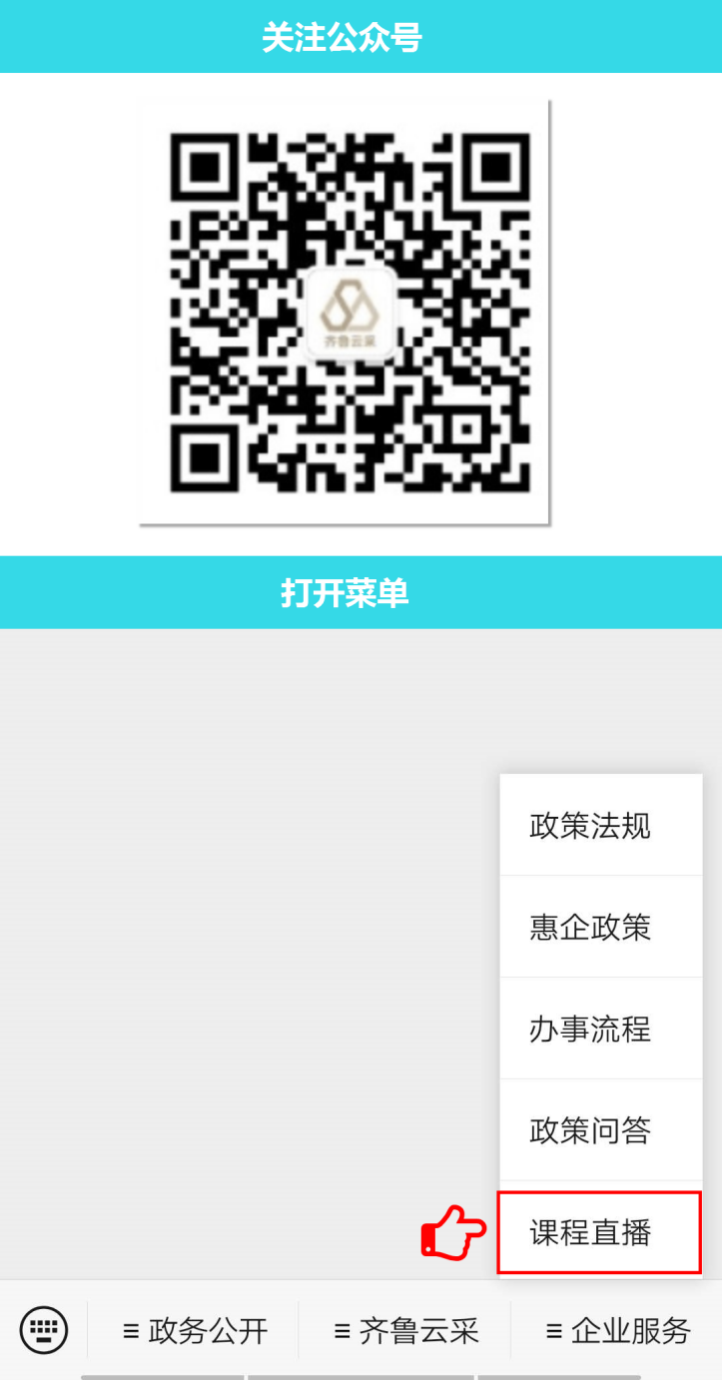 关注公众号
齐鲁云采
打开菜单
政策法规
惠企政策
办事流程
政策问答
课程直播
≡ 政务公开 ≡ 齐鲁云采 ≡ 企业服务